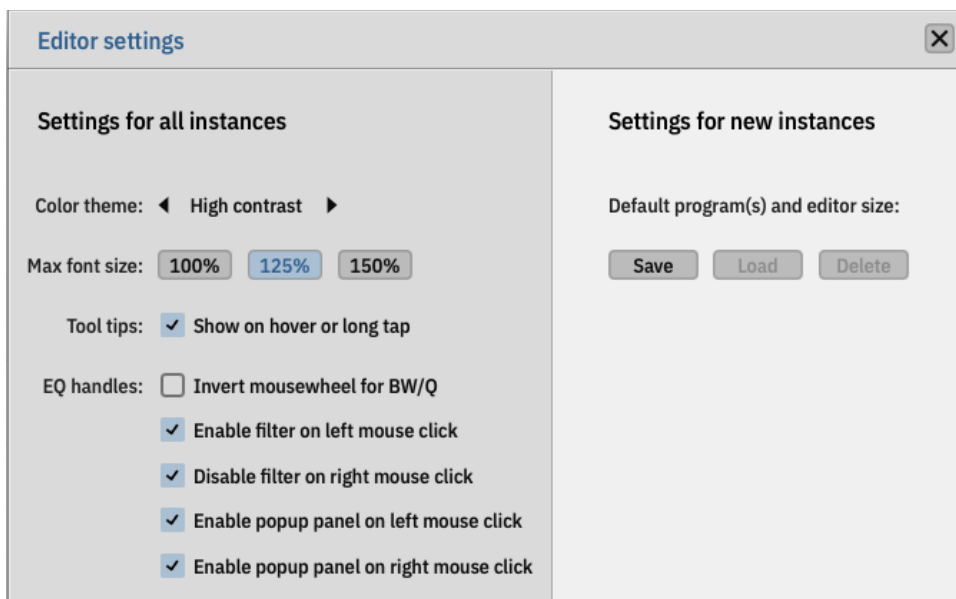 Editor settings
Settings for all instances
Color theme: High contrast
Max font size: 100% 125% 150%
Tool tips: Show on hover or long tap
EQ handles: Invert mousewheel for BW/Q
Enable filter on left mouse click
Disable filter on right mouse click
Enable popup panel on left mouse click
Enable popup panel on right mouse click
Settings for new instances
Default program(s) and editor size:
Save Load Delete